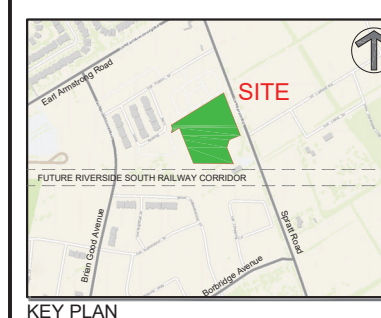 Earl Armstrong Road
SITE
FUTURE RIVERSIDE SOUTH RAILWAY CORRIDOR
Brian Good Avenue
Spratt Road
Borbridge Avenue
KEY PLAN